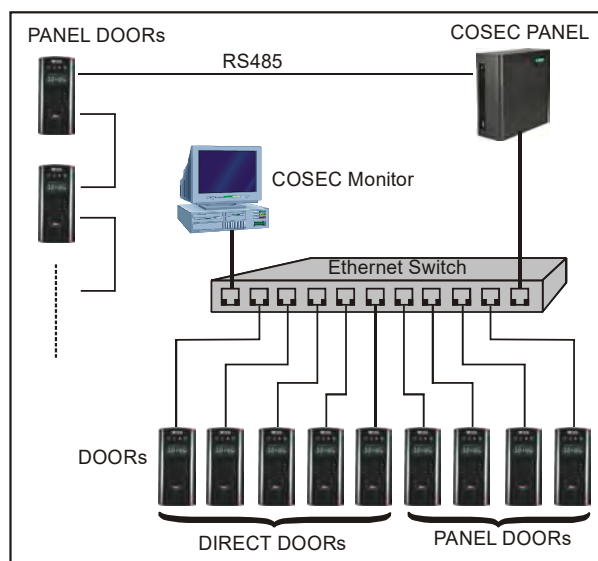 PANEL DOORs
COSEC PANEL
RS485
COSEC Monitor
Ethernet Switch
DOORs
DIRECT DOORs
PANEL DOORs